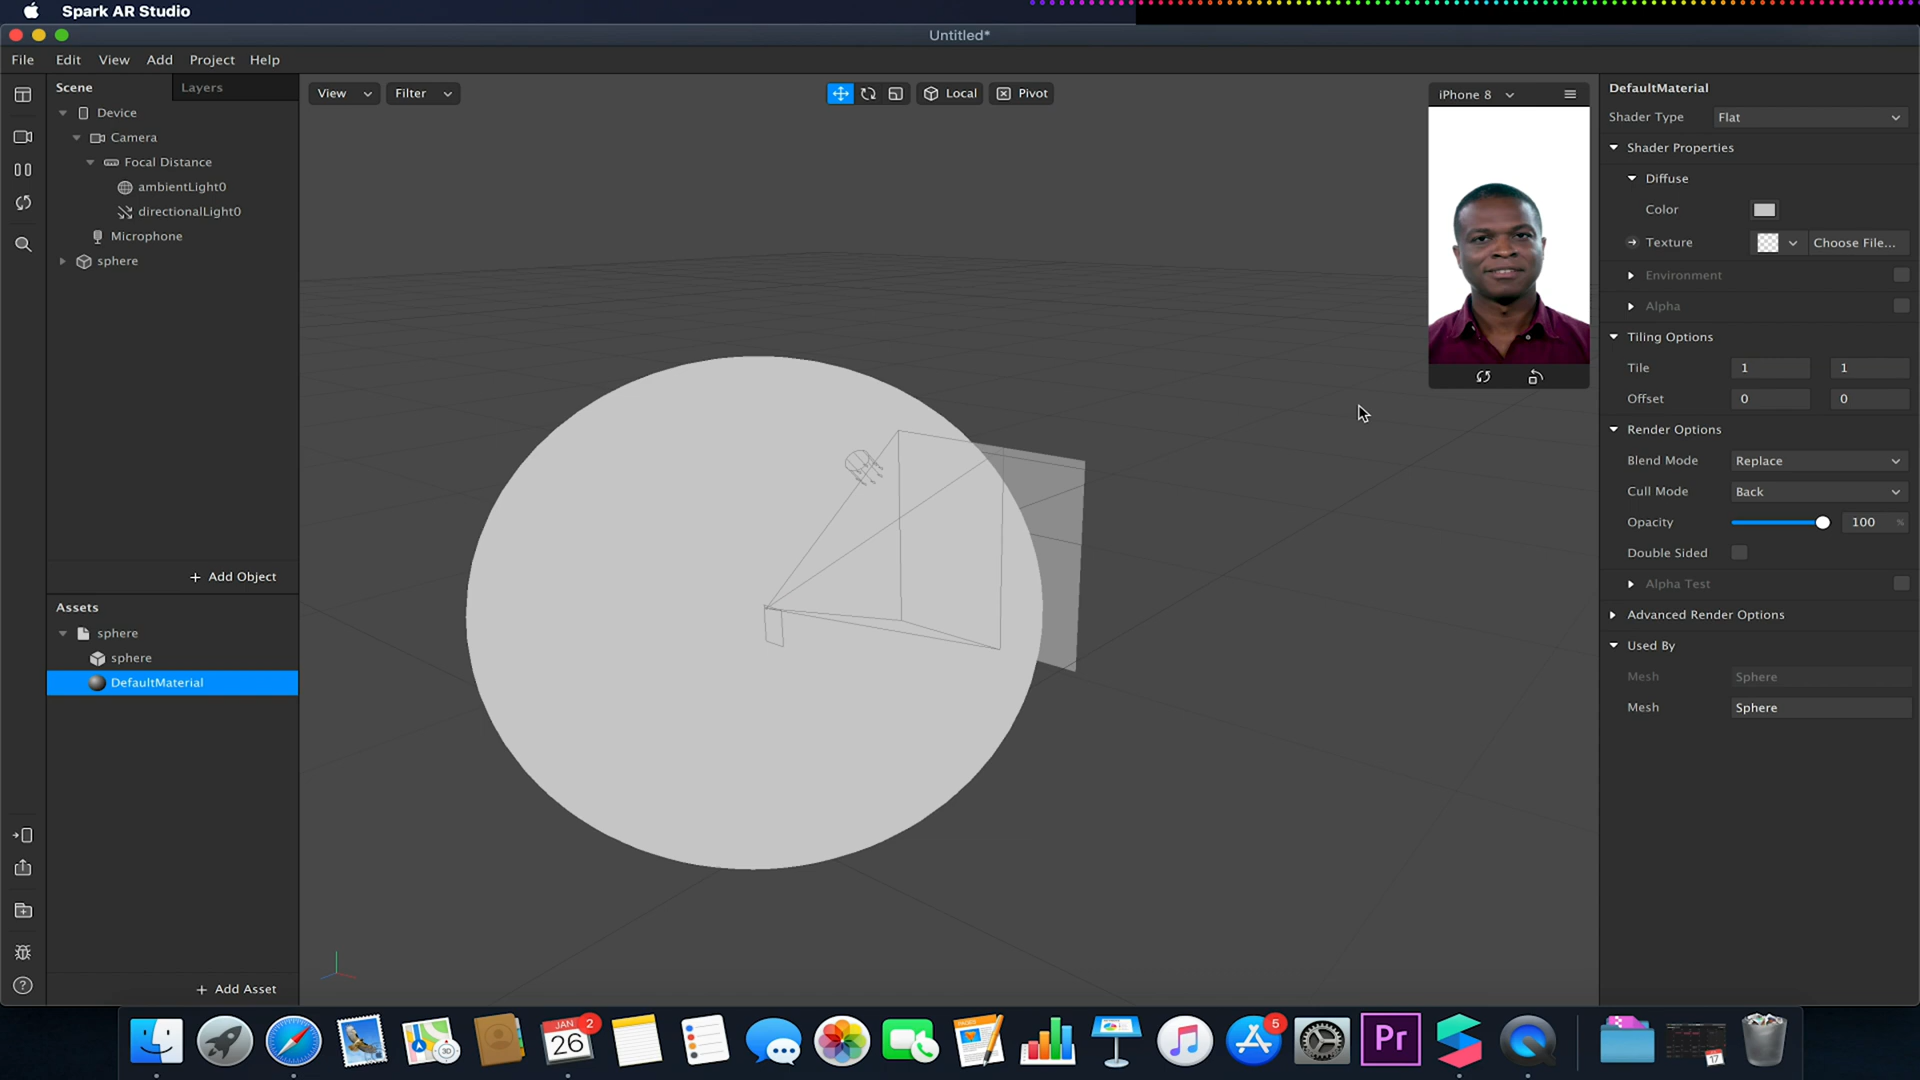 Spark AR Studio
Untitled*
File Edit View Add Project Help
Scene Layers
Device
Camera
Focal Distance
ambientLight0
directionalLight0
Microphone
sphere
+ Add Object
Assets
sphere
sphere
DefaultMaterial
+ Add Asset
View Filter Local Pivot
iPhone 8
DefaultMaterial
Shader Type Flat
Shader Properties
Diffuse
Color
Texture Choose File...
Environment
Alpha
Tiling Options
Tile 1 1
Offset 0 0
Render Options
Blend Mode Replace
Cull Mode Back
Opacity 100 %
Double Sided
Alpha Test
Advanced Render Options
Used By
Mesh Sphere
Mesh Sphere
JAN 2
26
30
PAGES
5
Pr
17